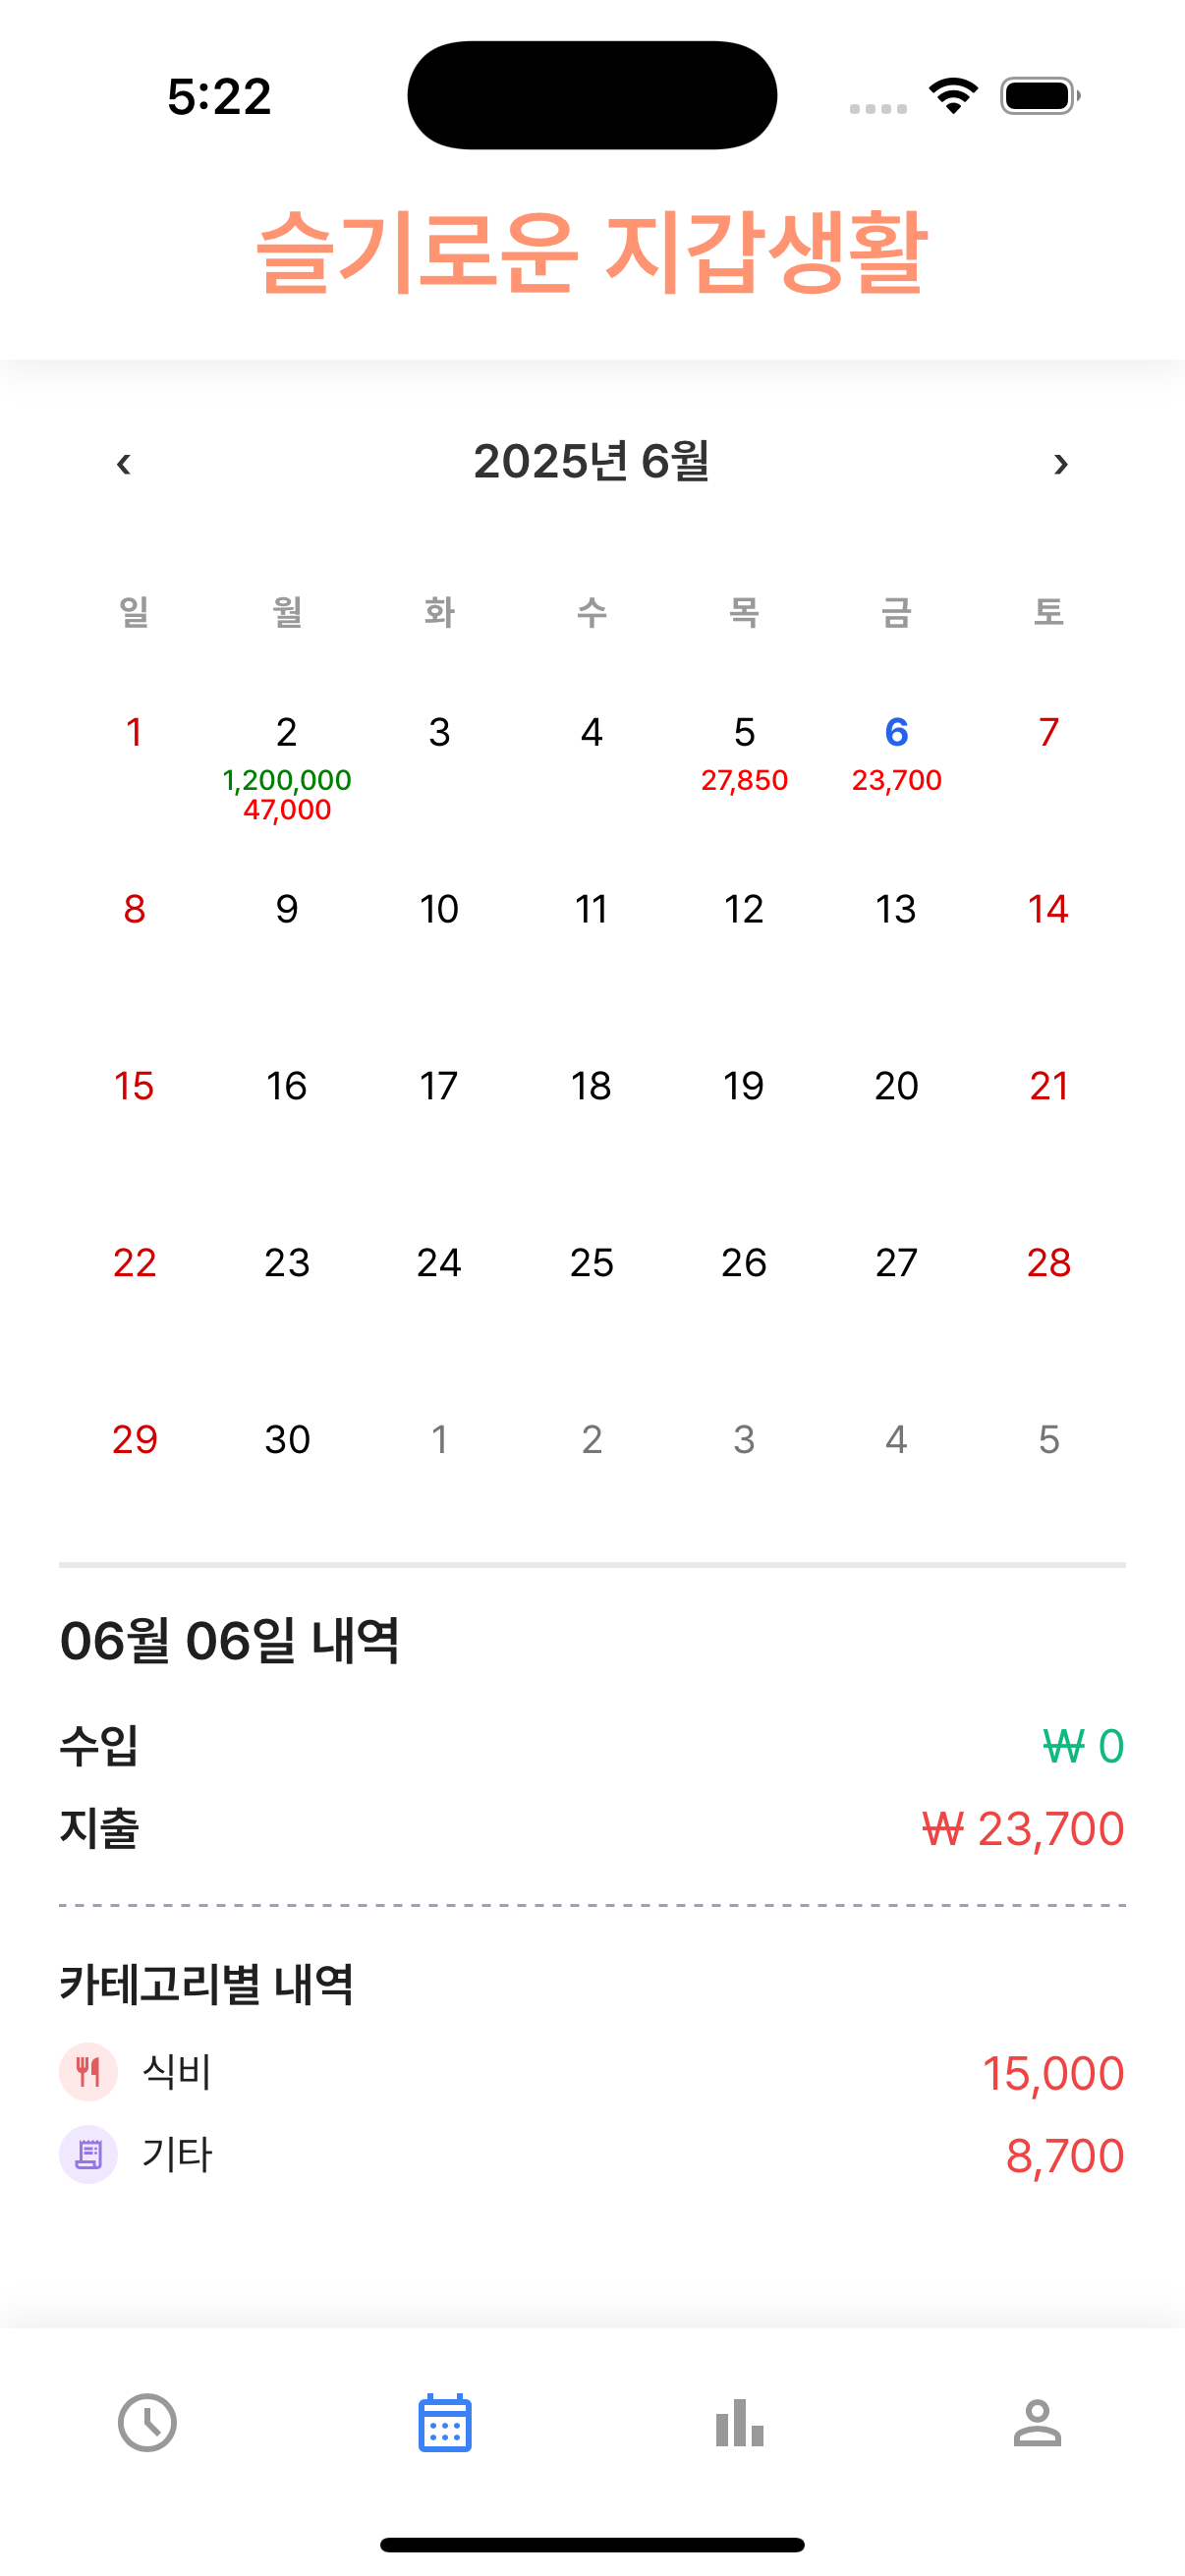 5:22
슬기로운 지갑생활
‹ 2025년 6월 ›
일 월 화 수 목 금 토
1 2 3 4 5 6 7
1,200,000 27,850 23,700
47,000
8 9 10 11 12 13 14
15 16 17 18 19 20 21
22 23 24 25 26 27 28
29 30 1 2 3 4 5
06월 06일 내역
수입 ₩ 0
지출 ₩ 23,700
카테고리별 내역
식비 15,000
기타 8,700